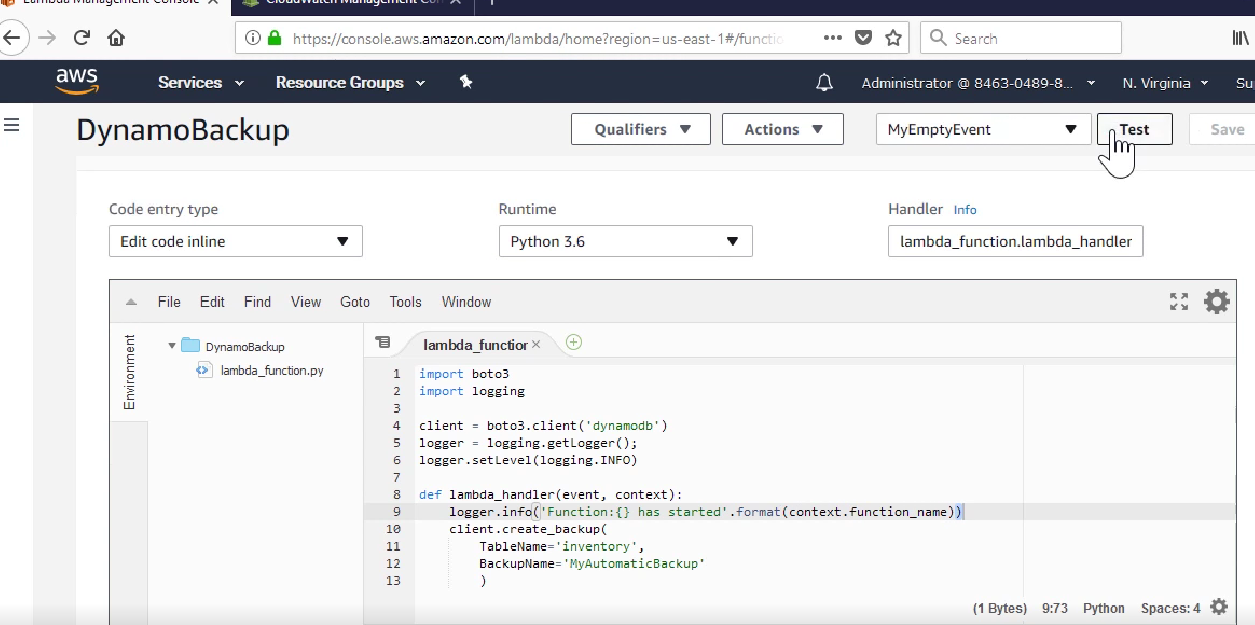 Lambda Management Console
CloudWatch Management Con
https://console.aws.amazon.com/lambda/home?region=us-east-1#/functio
Search
aws
Services
Resource Groups
Administrator @ 8463-0489-8...
N. Virginia
Su
DynamoBackup
Qualifiers
Actions
MyEmptyEvent
Test
Save
Code entry type
Runtime
Handler Info
Edit code inline
Python 3.6
lambda_function.lambda_handler
File Edit Find View Goto Tools Window
Environment
DynamoBackup
lambda_function.py
lambda_function
1 import boto3
2 import logging
3
4 client = boto3.client('dynamodb')
5 logger = logging.getLogger();
6 logger.setLevel(logging.INFO)
7
8 def lambda_handler(event, context):
9 logger.info('Function:{} has started'.format(context.function_name))
10 client.create_backup(
11 TableName='inventory',
12 BackupName='MyAutomaticBackup'
13 )
(1 Bytes) 9:73 Python Spaces: 4